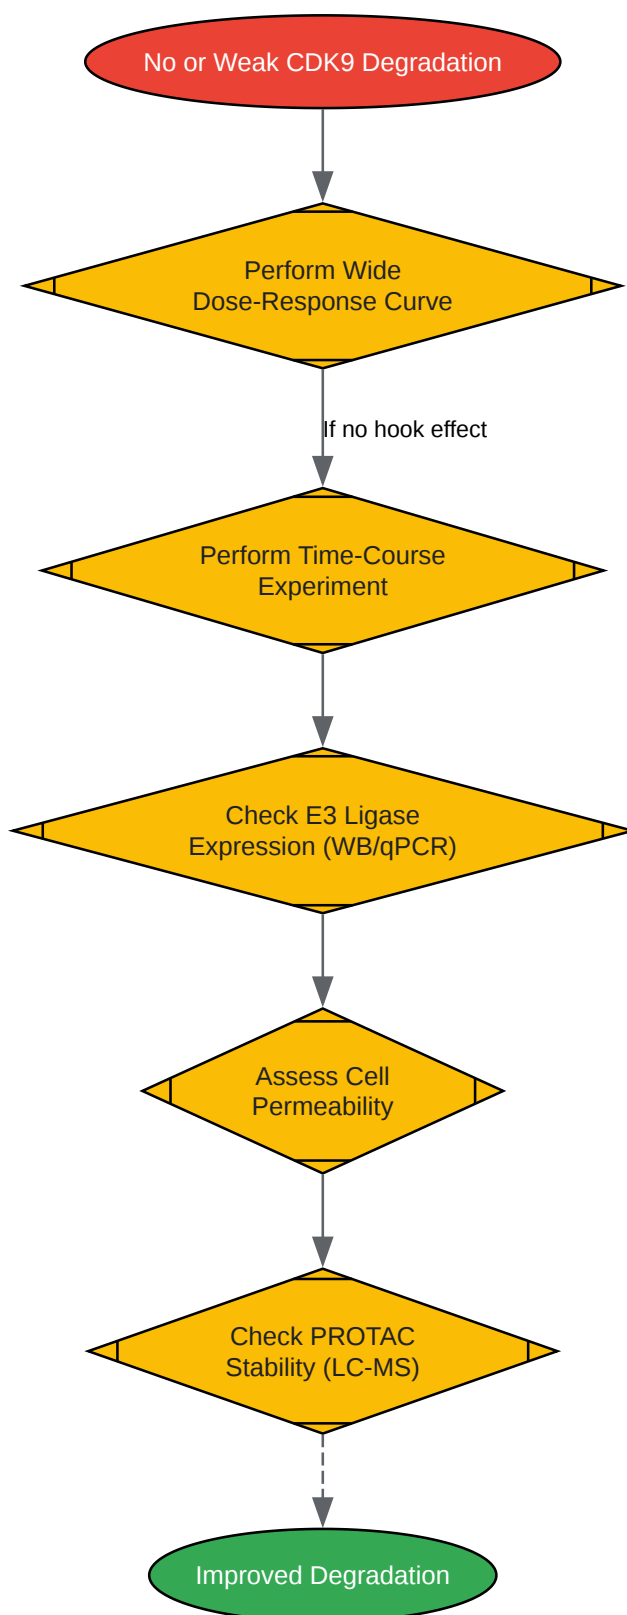 No or Weak CDK9 Degradation
Perform Wide
Dose-Response Curve
If no hook effect
Perform Time-Course
Experiment
Check E3 Ligase
Expression (WB/qPCR)
Assess Cell
Permeability
Check PROTAC
Stability (LC-MS)
Improved Degradation